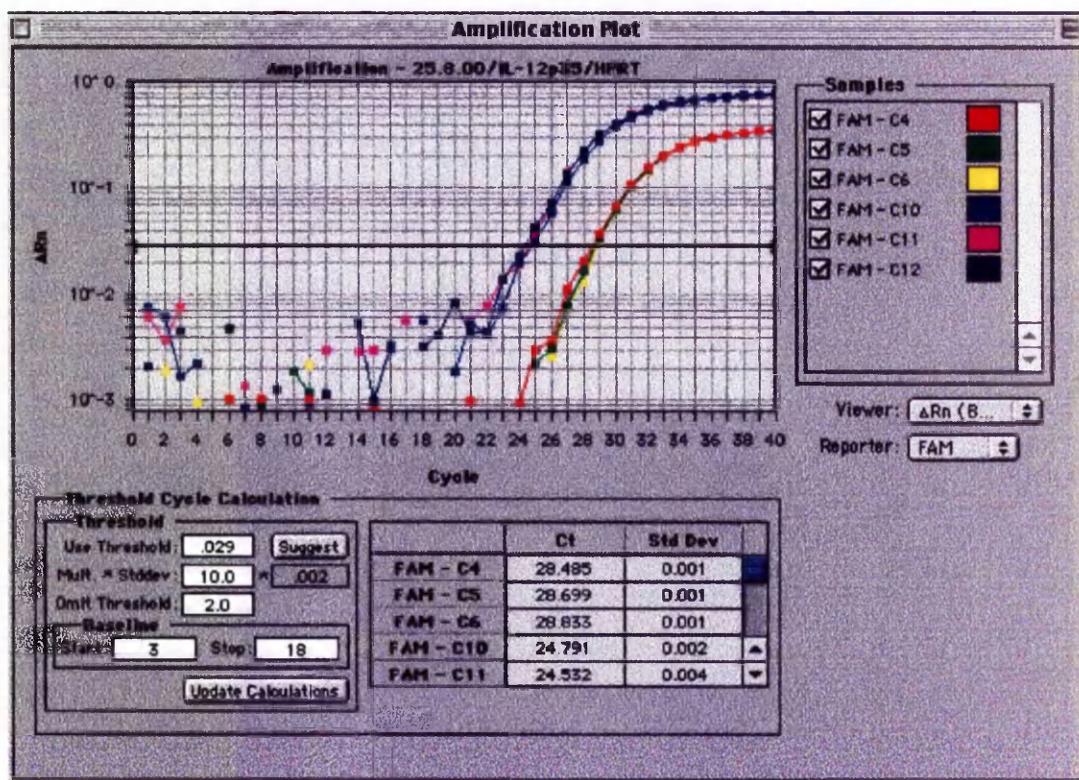 Amplification Plot
Amplification - 25.8.00/IL-12p35/HPRT
10^0
10^-1
10^-2
10^-3
ΔRn
0 2 4 6 8 10 12 14 16 18 20 22 24 26 28 30 32 34 36 38 40
Cycle
Samples
FAM - C4
FAM - C5
FAM - C6
FAM - C10
FAM - C11
FAM - C12
Viewer: ΔRn (B...
Reporter: FAM
Threshold Cycle Calculation
Threshold
Use Threshold: .029 Suggest
Mult. * Stddev: 10.0 * .002
Omit Threshold: 2.0
Baseline
Start: 3 Stop: 18
Update Calculations
Ct Std Dev
FAM - C4 28.485 0.001
FAM - C5 28.699 0.001
FAM - C6 28.833 0.001
FAM - C10 24.791 0.002
FAM - C11 24.532 0.004